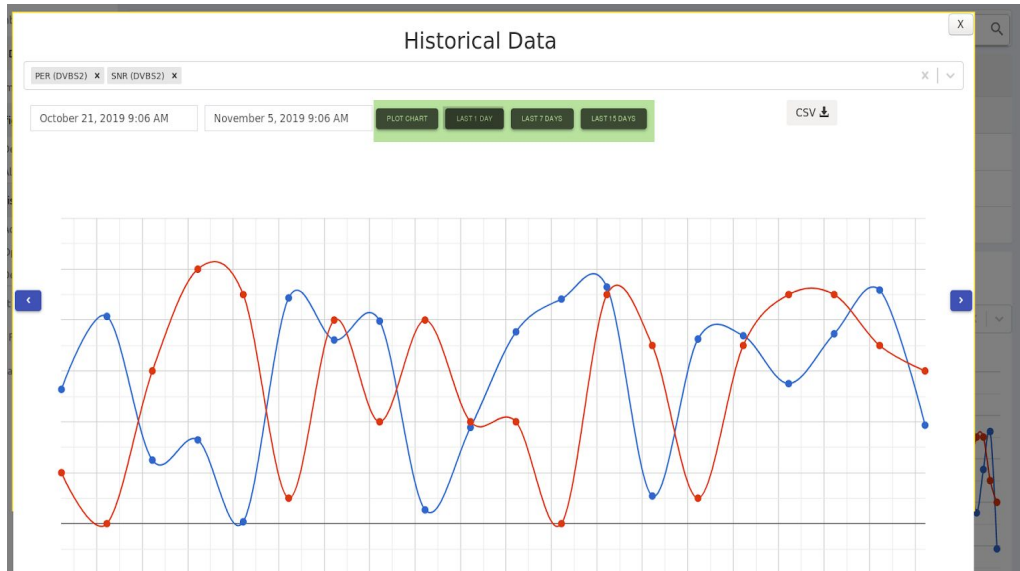 X
Historical Data
PER (DVBS2) x SNR (DVBS2) x
October 21, 2019 9:06 AM November 5, 2019 9:06 AM PLOT CHART LAST 1 DAY LAST 7 DAYS LAST 15 DAYS CSV